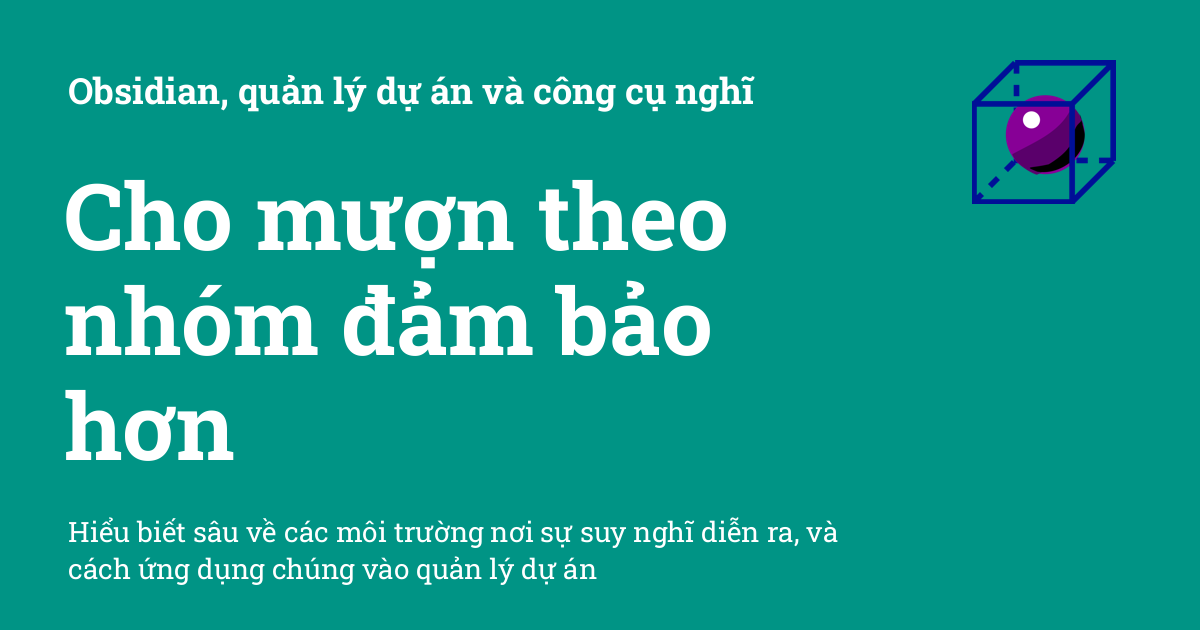 Obsidian, quản lý dự án và công cụ nghĩ
Cho mượn theo
nhóm đảm bảo
hơn
Hiểu biết sâu về các môi trường nơi sự suy nghĩ diễn ra, và
cách ứng dụng chúng vào quản lý dự án